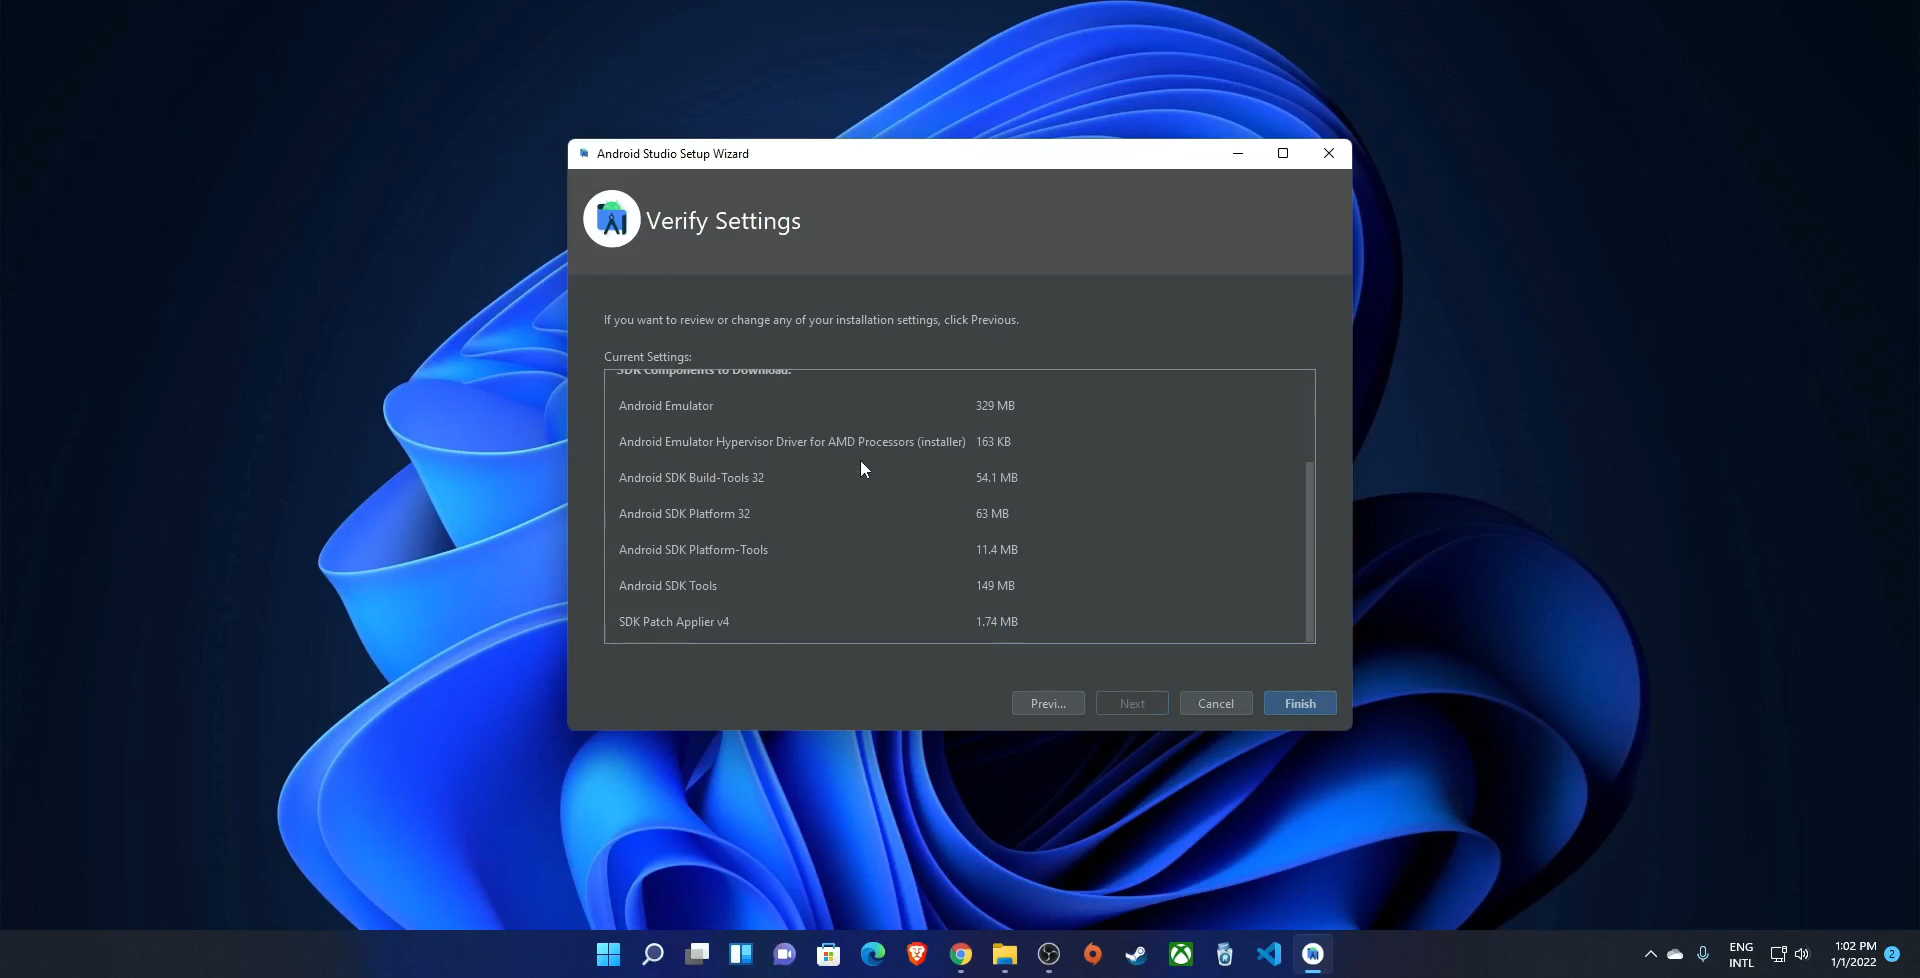 Android Studio Setup Wizard
Verify Settings
If you want to review or change any of your installation settings, click Previous.
Current Settings:
SDK Components to Download:
Android Emulator 329 MB
Android Emulator Hypervisor Driver for AMD Processors (installer) 163 KB
Android SDK Build-Tools 32 54.1 MB
Android SDK Platform 32 63 MB
Android SDK Platform-Tools 11.4 MB
Android SDK Tools 149 MB
SDK Patch Applier v4 1.74 MB
Previ... Next Cancel Finish
ENG 1:02 PM
INTL 1/1/2022 2